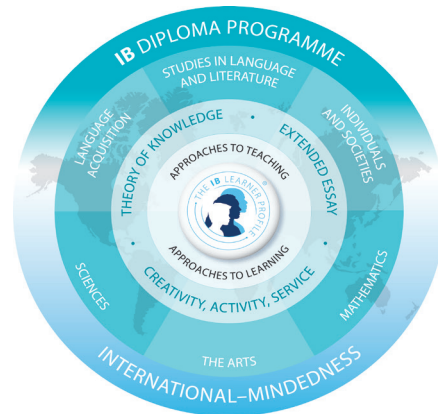 IB DIPLOMA PROGRAMME
STUDIES IN LANGUAGE
AND LITERATURE
LANGUAGE
ACQUISITION
INDIVIDUALS
AND SOCIETIES
THEORY OF KNOWLEDGE
EXTENDED ESSAY
APPROACHES TO TEACHING
THE IB LEARNER PROFILE
APPROACHES TO LEARNING
CREATIVITY, ACTIVITY, SERVICE
SCIENCES
MATHEMATICS
THE ARTS
INTERNATIONAL–MINDEDNESS